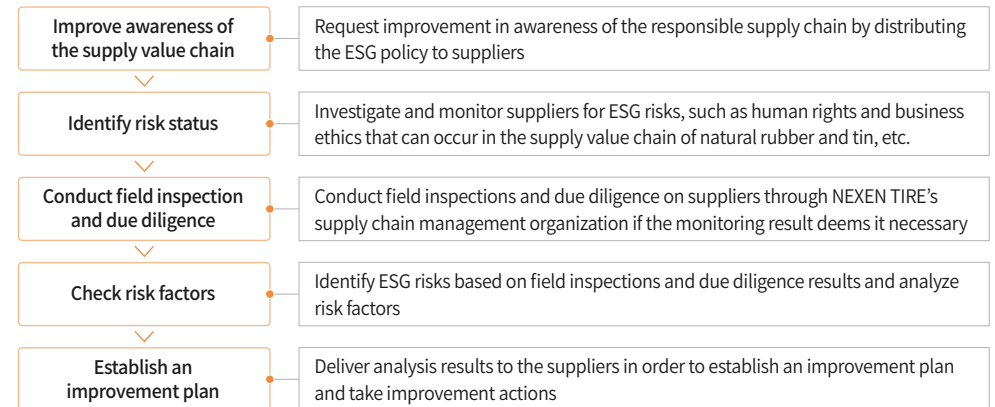 Improve awareness of
the supply value chain
Request improvement in awareness of the responsible supply chain by distributing
the ESG policy to suppliers
Identify risk status
Investigate and monitor suppliers for ESG risks, such as human rights and business
ethics that can occur in the supply value chain of natural rubber and tin, etc.
Conduct field inspection
and due diligence
Conduct field inspections and due diligence on suppliers through NEXEN TIRE’s
supply chain management organization if the monitoring result deems it necessary
Check risk factors
Identify ESG risks based on field inspections and due diligence results and analyze
risk factors
Establish an
improvement plan
Deliver analysis results to the suppliers in order to establish an improvement plan
and take improvement actions